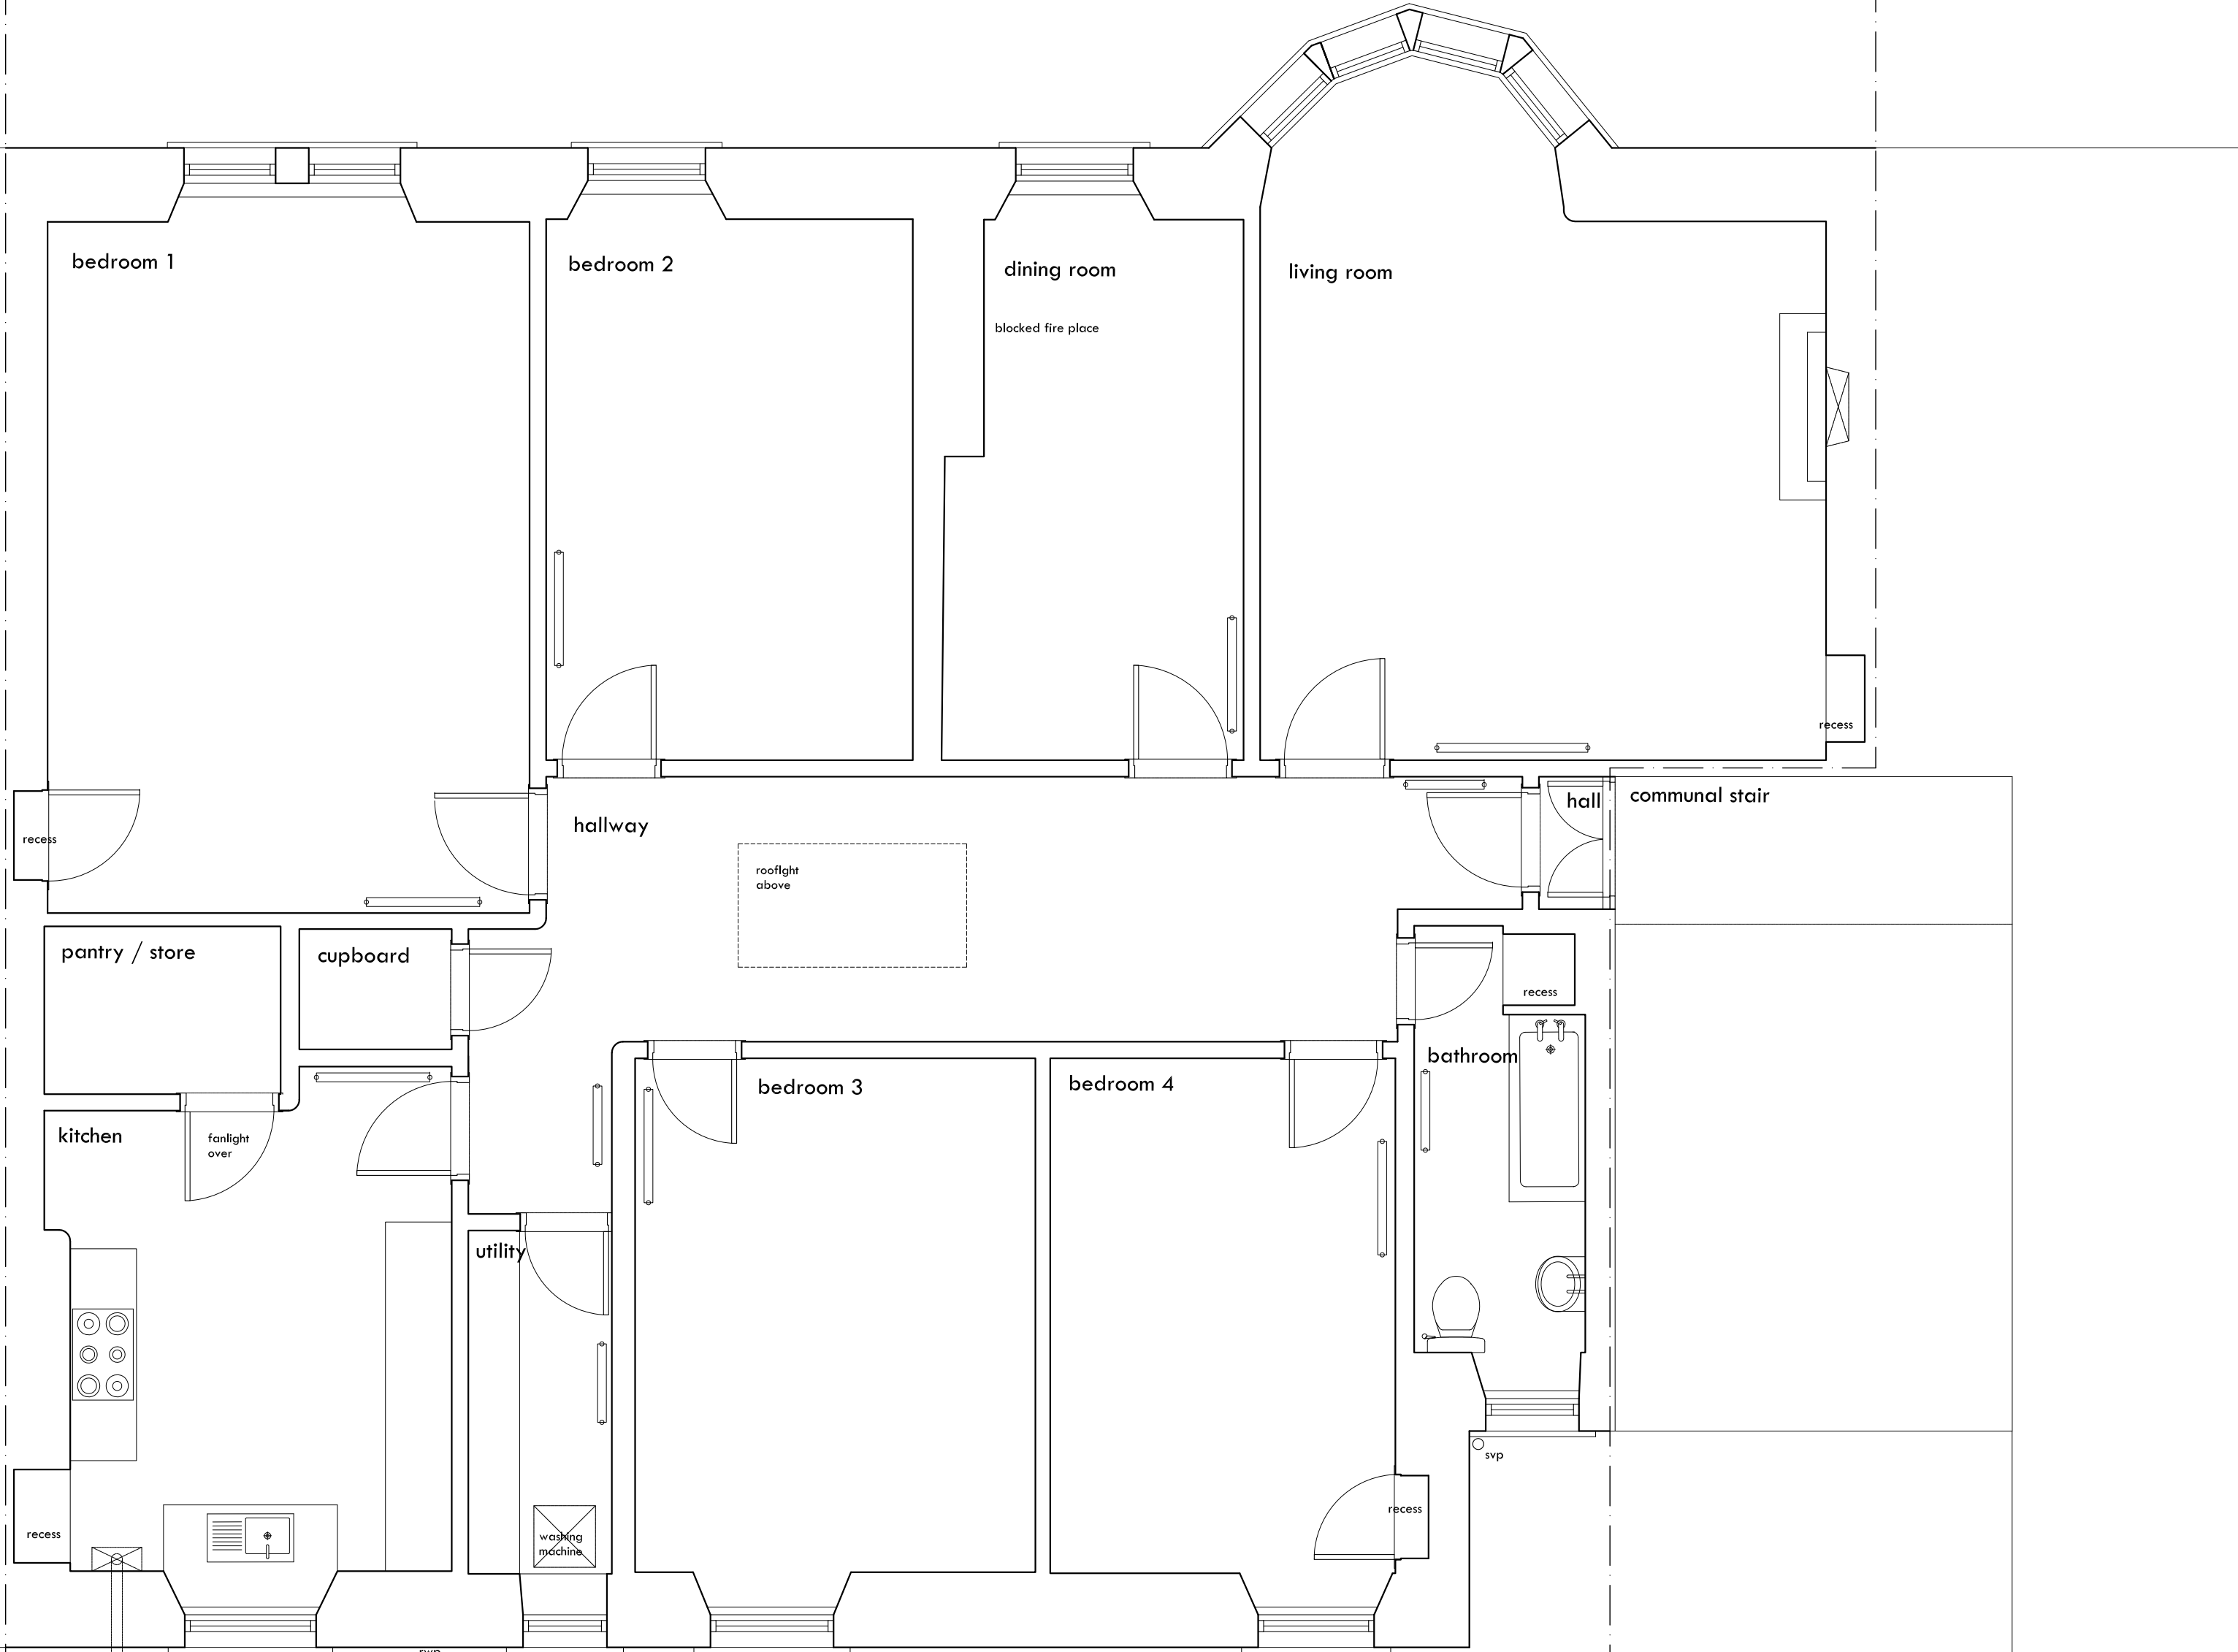 bedroom 1
bedroom 2
dining room
living room
blocked fire place
recess
hall
communal stair
hallway
recess
rooflght
above
pantry / store
cupboard
recess
bathroom
bedroom 3
bedroom 4
kitchen
fanlight
over
utility
svp
recess
recess
washing
machine
rwp